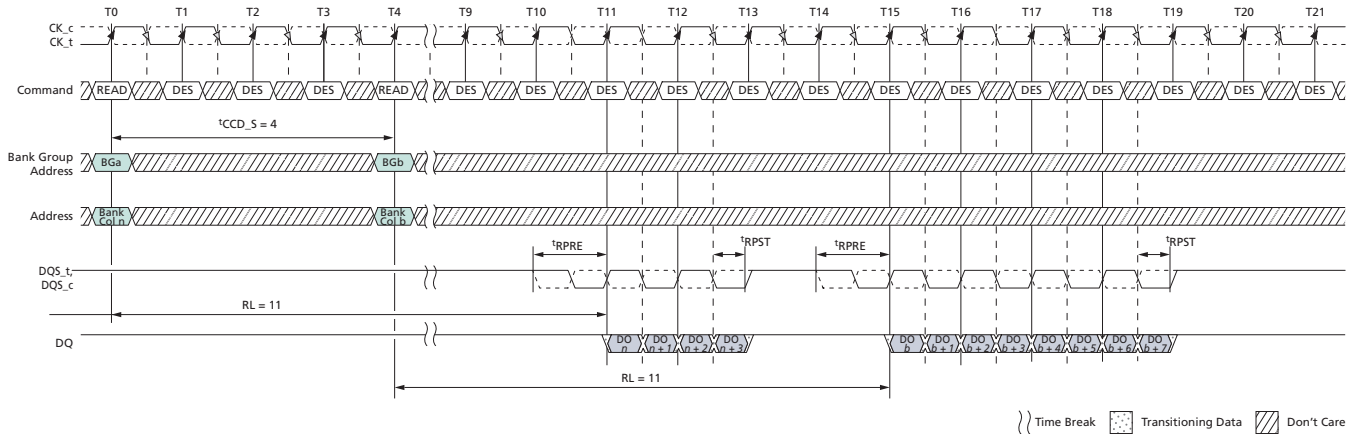 T0 T1 T2 T3 T4 T9 T10 T11 T12 T13 T14 T15 T16 T17 T18 T19 T20 T21
CK_c
CK_t
Command READ DES DES DES READ DES DES DES DES DES DES DES DES DES DES DES DES DES
tCCD_S = 4
Bank Group
Address
BGa BGb
Address
Bank
Col n
Bank
Col b
tRPRE tRPST tRPRE tRPST
DQS_t,
DQS_c
RL = 11
DQ
DO
n
DO
n + 1
DO
n + 2
DO
n + 3
DO
b
DO
b + 1
DO
b + 2
DO
b + 3
DO
b + 4
DO
b + 5
DO
b + 6
DO
b + 7
RL = 11
Time Break Transitioning Data Don't Care